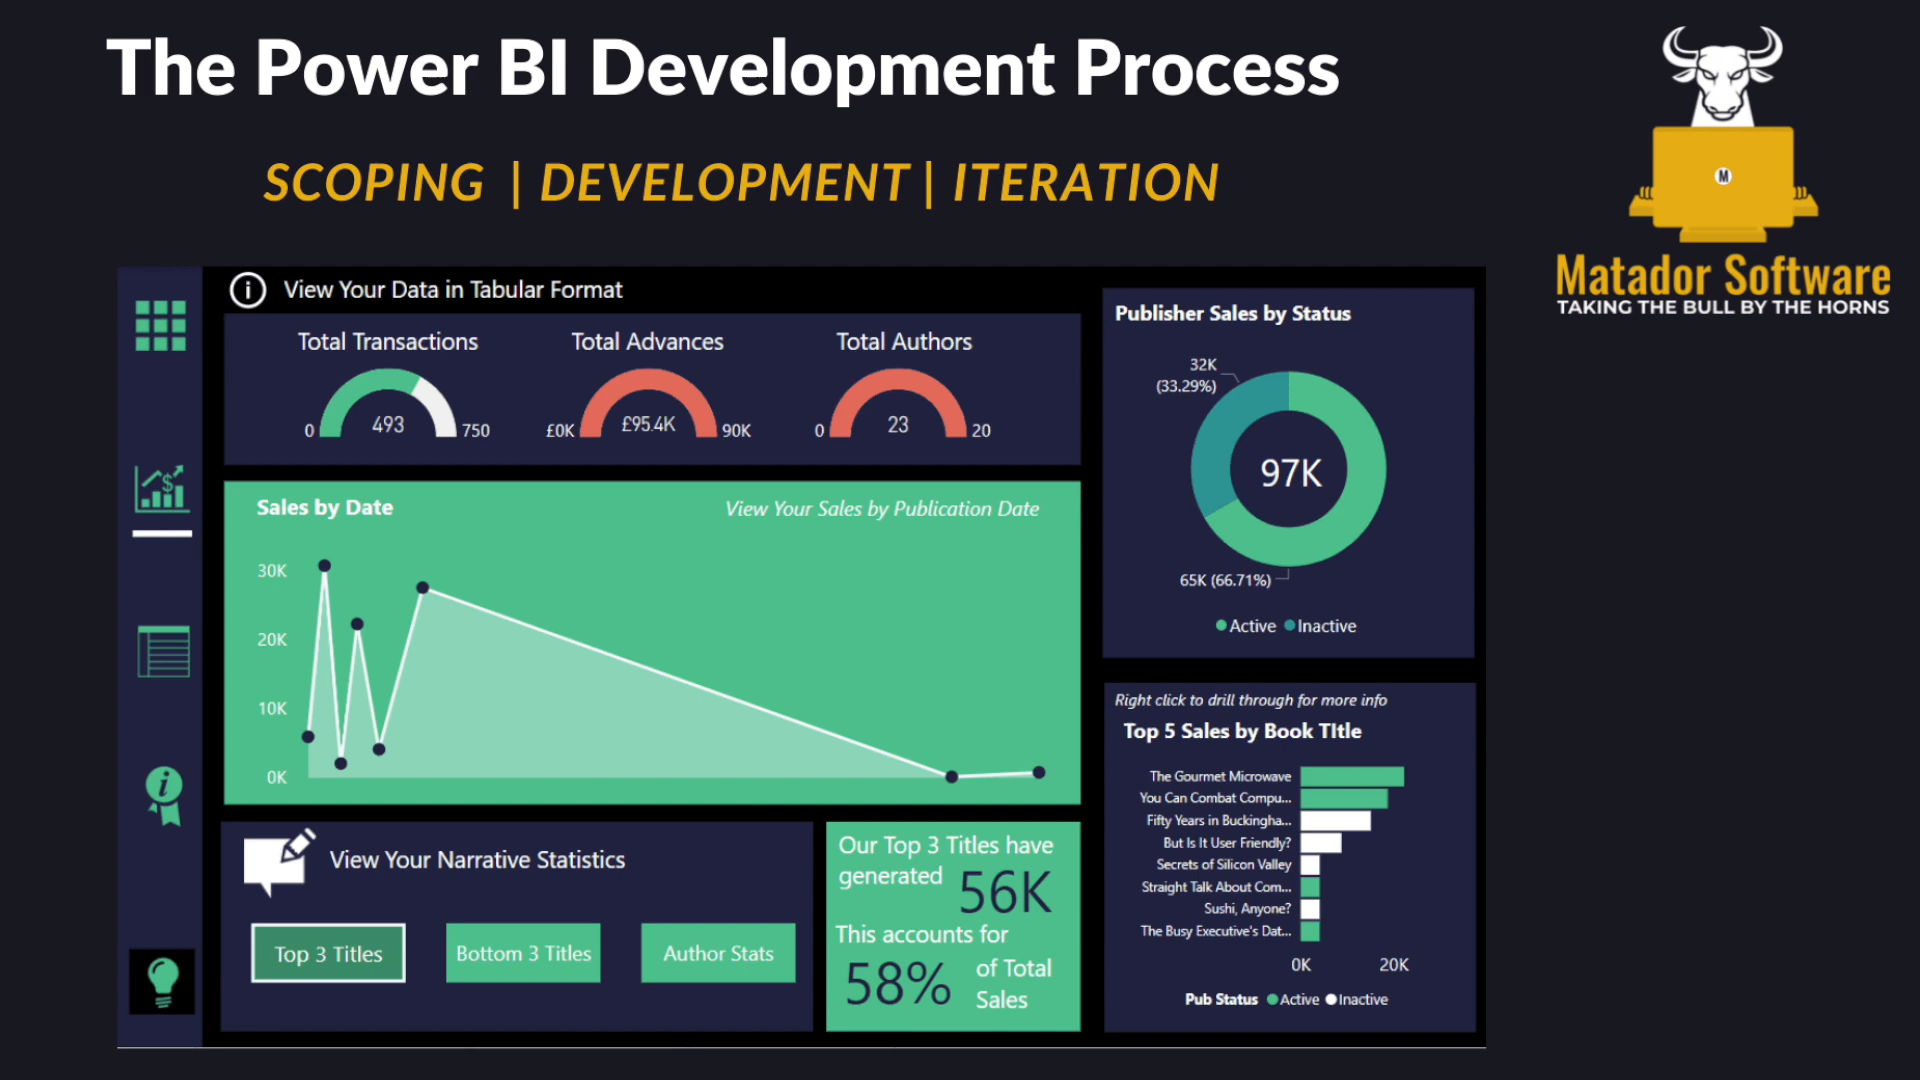 The Power BI Development Process
SCOPING | DEVELOPMENT | ITERATION
M
Matador Software
TAKING THE BULL BY THE HORNS
i View Your Data in Tabular Format
Total Transactions
0 493 750
Total Advances
£0K £95.4K 90K
Total Authors
0 23 20
Sales by Date
View Your Sales by Publication Date
30K
20K
10K
0K
Publisher Sales by Status
32K
(33.29%)
97K
65K (66.71%)
Active Inactive
$
i
View Your Narrative Statistics
Top 3 Titles
Bottom 3 Titles
Author Stats
Our Top 3 Titles have
generated 56K
This accounts for
58% of Total
Sales
Right click to drill through for more info
Top 5 Sales by Book TItle
The Gourmet Microwave
You Can Combat Compu...
Fifty Years in Buckingha...
But Is It User Friendly?
Secrets of Silicon Valley
Straight Talk About Com...
Sushi, Anyone?
The Busy Executive's Dat...
0K 20K
Pub Status Active Inactive